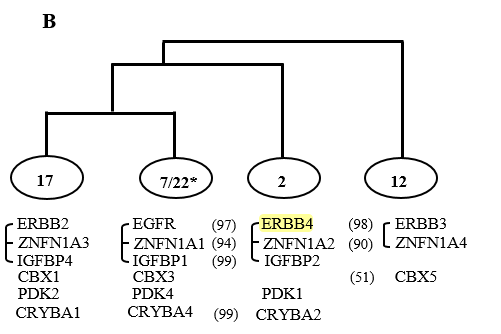 B
17 7/22* 2 12
ERBB2 EGFR (97) ERBB4 (98) ERBB3
ZNFN1A3 ZNFN1A1 (94) ZNFN1A2 (90) ZNFN1A4
IGFBP4 IGFBP1 (99) IGFBP2
CBX1 CBX3 (51) CBX5
PDK2 PDK4 PDK1
CRYBA1 CRYBA4 (99) CRYBA2